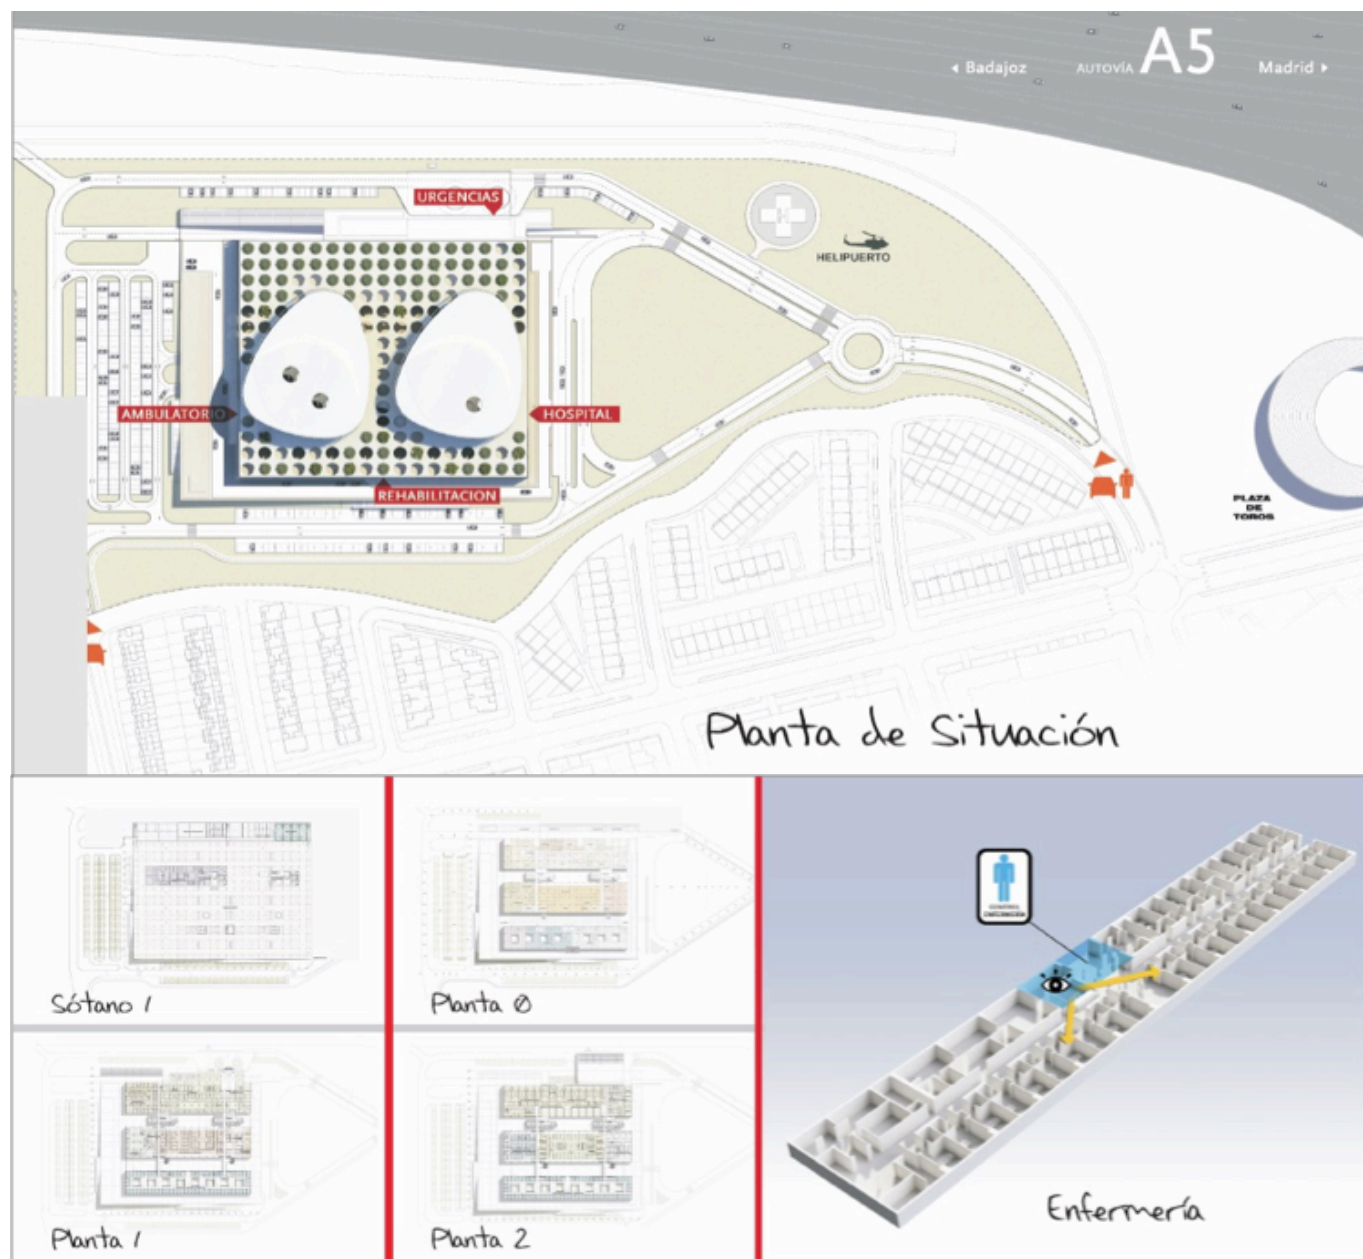 ◂ Badajoz AUTOVÍA A5 Madrid ▸
URGENCIAS
H
HELIPUERTO
AMBULATORIO
HOSPITAL
REHABILITACION
PLAZA
DE
TOROS
Planta de Situación
CONTROL
Sótano 1
Planta 0
Planta 1
Planta 2
Enfermería